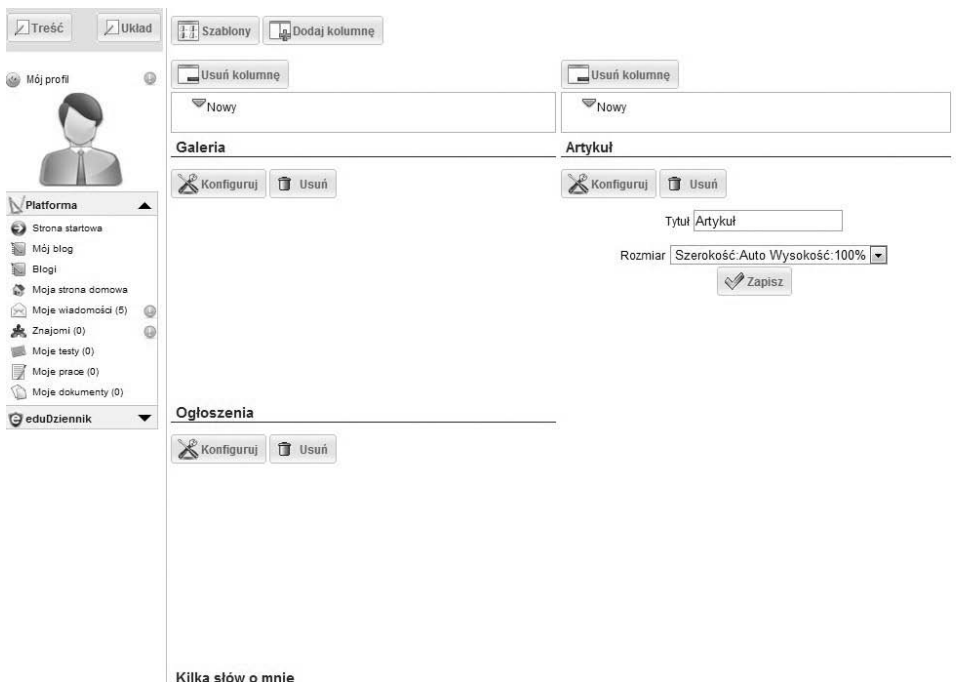 Treść
Układ
Szablony
Dodaj kolumnę
Mój profil
Platforma
Strona startowa
Mój blog
Blogi
Moja strona domowa
Moje wiadomości (5)
Znajomi (0)
Moje testy (0)
Moje prace (0)
Moje dokumenty (0)
eduDziennik
Usuń kolumnę
Nowy
Galeria
Konfiguruj
Usuń
Ogłoszenia
Konfiguruj
Usuń
Kilka słów o mnie
Usuń kolumnę
Nowy
Artykuł
Konfiguruj
Usuń
Tytuł Artykuł
Rozmiar Szerokość:Auto Wysokość:100%
Zapisz